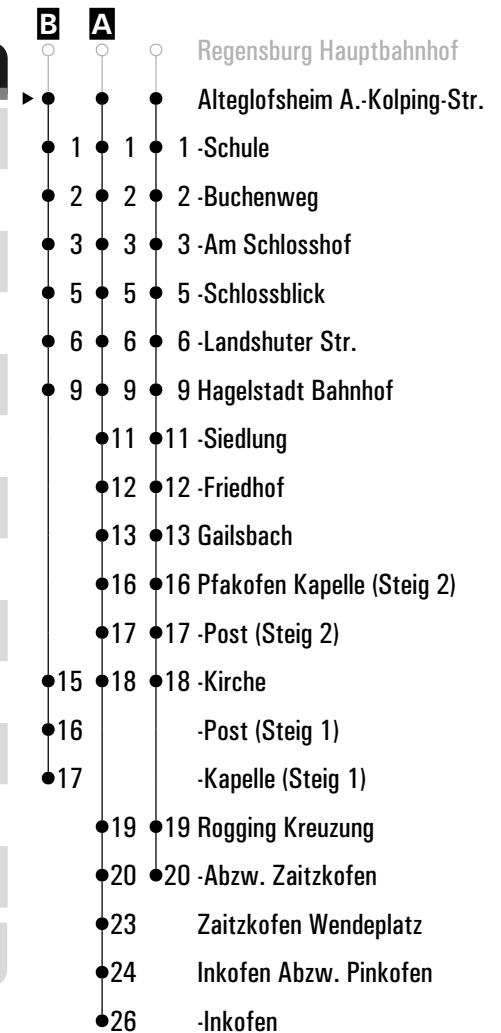 B A
Regensburg Hauptbahnhof
Alteglofsheim A.-Kolping-Str.
1 1 1 -Schule
2 2 2 -Buchenweg
3 3 3 -Am Schlosshof
5 5 5 -Schlossblick
6 6 6 -Landshuter Str.
9 9 9 Hagelstadt Bahnhof
11 11 -Siedlung
12 12 -Friedhof
13 13 Gailsbach
16 16 Pfakofen Kapelle (Steig 2)
17 17 -Post (Steig 2)
15 18 18 -Kirche
16 -Post (Steig 1)
17 -Kapelle (Steig 1)
19 19 Rogging Kreuzung
20 20 -Abzw. Zaitzkofen
23 Zaitzkofen Wendeplatz
24 Inkofen Abzw. Pinkofen
26 -Inkofen